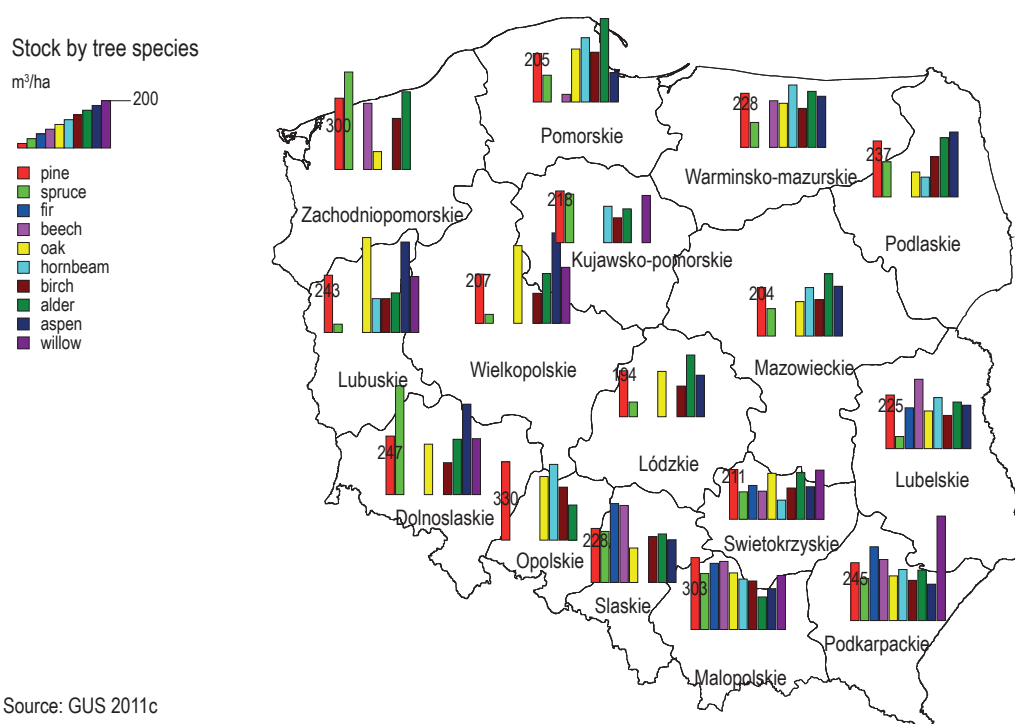 Stock by tree species
m³/ha
200
pine
spruce
fir
beech
oak
hornbeam
birch
alder
aspen
willow
205
Pomorskie
300
Zachodniopomorskie
228
Warminsko-mazurskie
237
Podlaskie
218
Kujawsko-pomorskie
243
Lubuskie
207
Wielkopolskie
204
Mazowieckie
194
Lódzkie
225
Lubelskie
247
Dolnoslaskie
330
Opolskie
228,
Slaskie
211
Swietokrzyskie
303
Malopolskie
245
Podkarpackie
Source: GUS 2011c